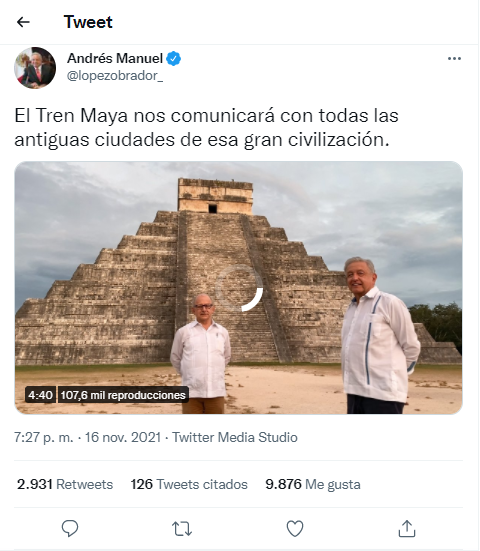 Tweet
Andrés Manuel
@lopezobrador_
El Tren Maya nos comunicará con todas las
antiguas ciudades de esa gran civilización.
4:40 107,6 mil reproducciones
7:27 p. m. · 16 nov. 2021 · Twitter Media Studio
2.931 Retweets 126 Tweets citados 9.876 Me gusta